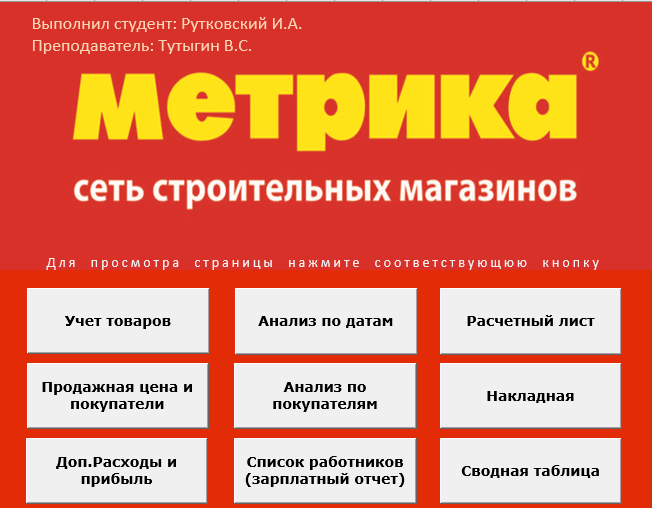 Выполнил студент: Рутковский И.А.
Преподаватель: Тутыгин В.С.
метрика®
сеть строительных магазинов
Для просмотра страницы нажмите соответствующюю кнопку
Учет товаров
Анализ по датам
Расчетный лист
Продажная цена и
покупатели
Анализ по
покупателям
Накладная
Доп.Расходы и
прибыль
Список работников
(зарплатный отчет)
Сводная таблица